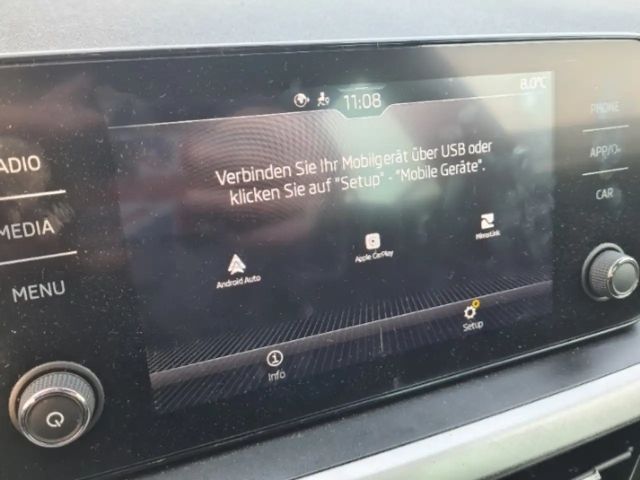 11:08
8.0°C
Verbinden Sie Ihr Mobilgerät über USB oder
klicken Sie auf "Setup" - "Mobile Geräte".
Android Auto
Apple CarPlay
MirrorLink
Info
Setup
RADIO
MEDIA
MENU
PHONE
APP/
CAR